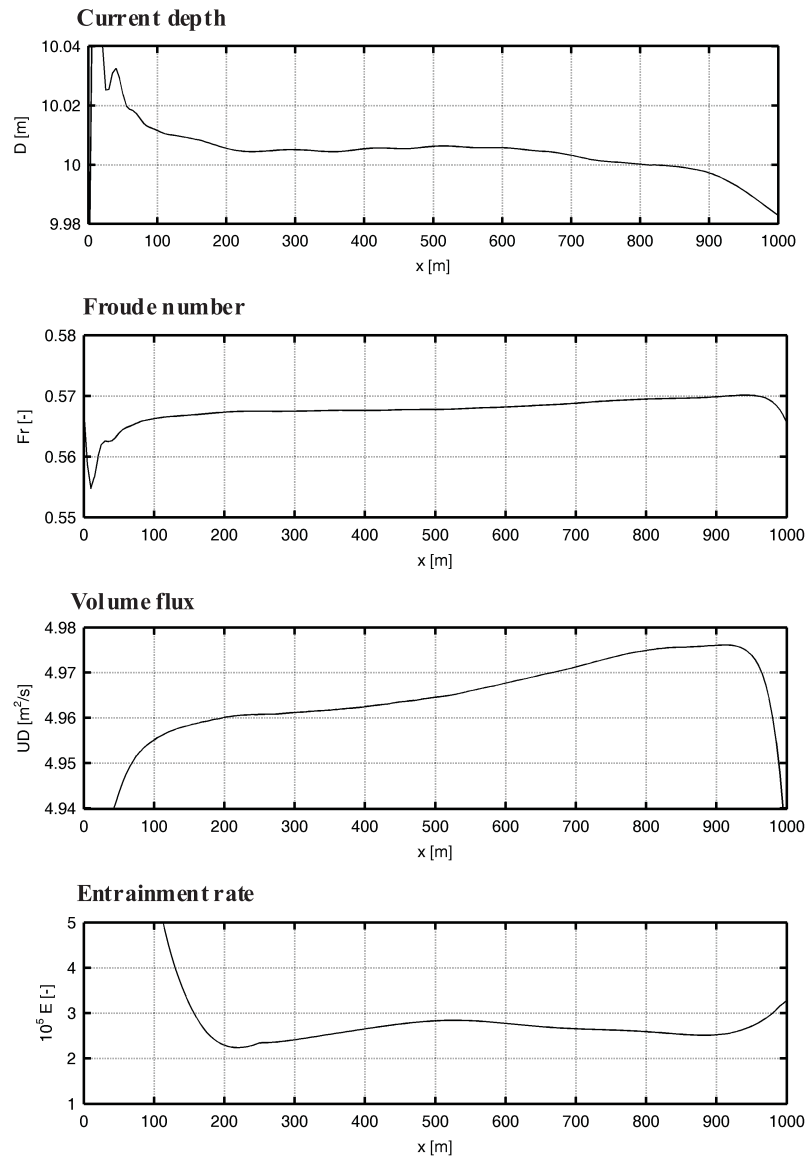 Current depth
10.04
10.02
10
9.98
D [m]
0 100 200 300 400 500 600 700 800 900 1000
x [m]
Froude number
0.58
0.57
0.56
0.55
Fr [-]
0 100 200 300 400 500 600 700 800 900 1000
x [m]
Volume flux
4.98
4.97
4.96
4.95
4.94
UD [m²/s]
0 100 200 300 400 500 600 700 800 900 1000
x [m]
Entrainment rate
5
4
3
2
1
10⁵ E [-]
0 100 200 300 400 500 600 700 800 900 1000
x [m]